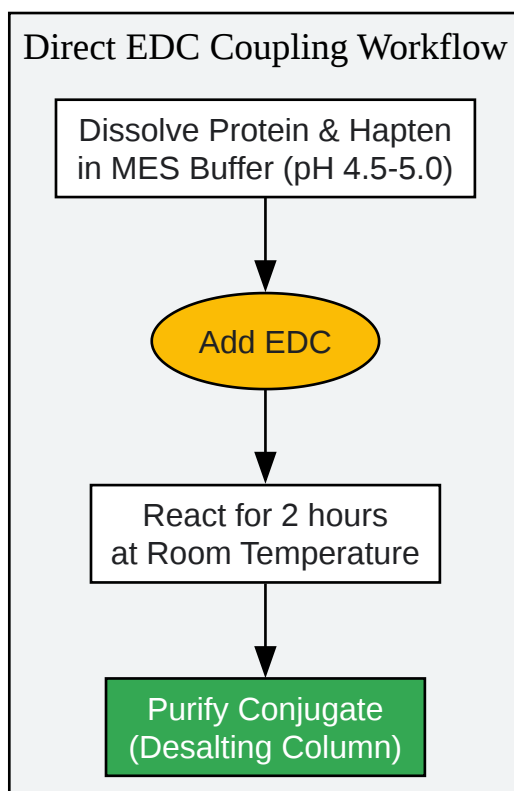 Direct EDC Coupling Workflow
Dissolve Protein & Hapten
in MES Buffer (pH 4.5-5.0)
Add EDC
React for 2 hours
at Room Temperature
Purify Conjugate
(Desalting Column)